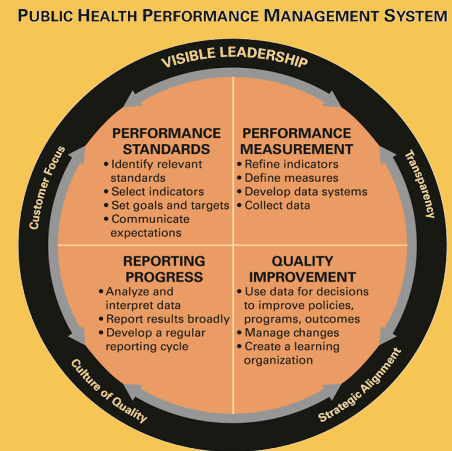 PUBLIC HEALTH PERFORMANCE MANAGEMENT SYSTEM
VISIBLE LEADERSHIP
Customer Focus
Transparency
PERFORMANCE
STANDARDS
• Identify relevant
standards
• Select indicators
• Set goals and targets
• Communicate
expectations
PERFORMANCE
MEASUREMENT
• Refine indicators
• Define measures
• Develop data systems
• Collect data
REPORTING
PROGRESS
• Analyze and
interpret data
• Report results broadly
• Develop a regular
reporting cycle
QUALITY
IMPROVEMENT
• Use data for decisions
to improve policies,
programs, outcomes
• Manage changes
• Create a learning
organization
Culture of Quality
Strategic Alignment